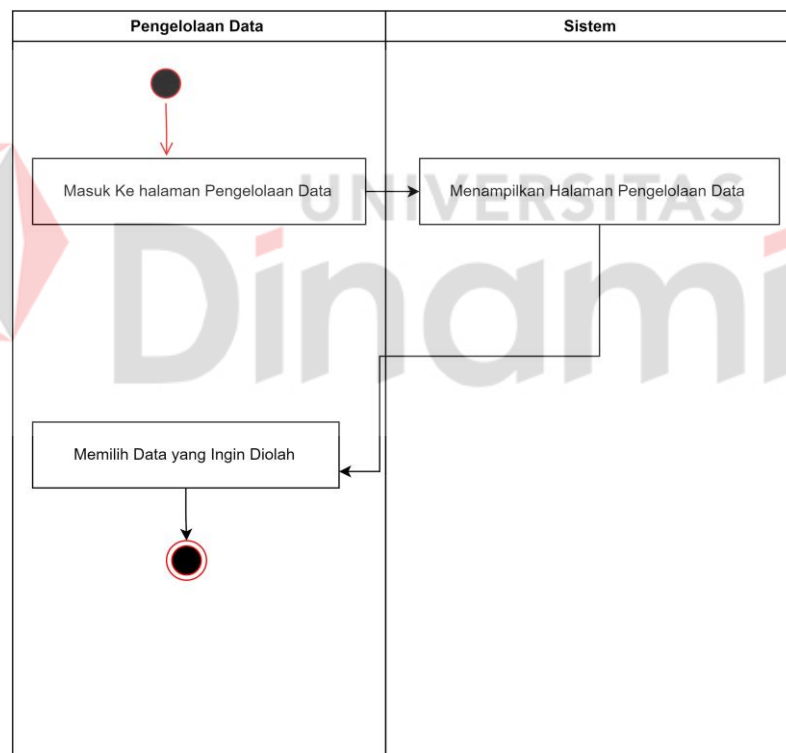 Pengelolaan Data
Sistem
Masuk Ke halaman Pengelolaan Data
Menampilkan Halaman Pengelolaan Data
UNIVERSITAS
Dinami
Memilih Data yang Ingin Diolah